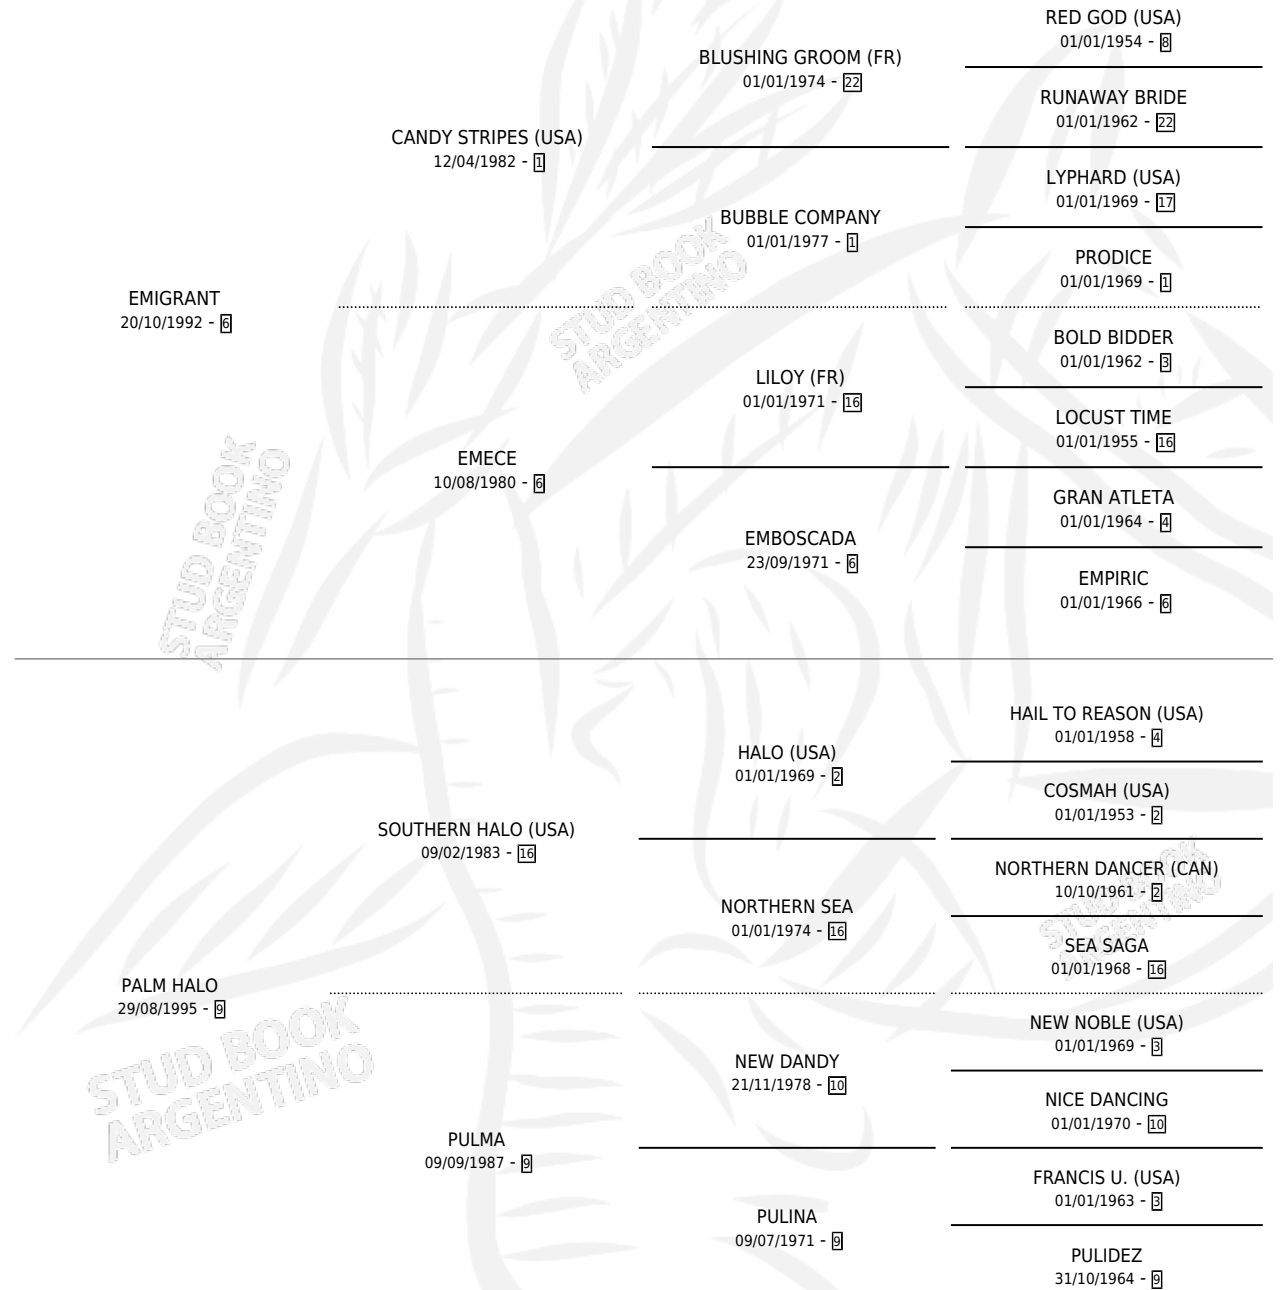 RED GOD (USA)
01/01/1954 - 8
BLUSHING GROOM (FR)
01/01/1974 - 22
RUNAWAY BRIDE
01/01/1962 - 22
CANDY STRIPES (USA)
12/04/1982 - 1
LYPHARD (USA)
01/01/1969 - 17
BUBBLE COMPANY
01/01/1977 - 1
PRODICE
01/01/1969 - 1
EMIGRANT
20/10/1992 - 6
STUD BOOK
ARGENTINO
BOLD BIDDER
01/01/1962 - 3
LILOY (FR)
01/01/1971 - 16
LOCUST TIME
01/01/1955 - 16
EMECE
10/08/1980 - 6
GRAN ATLETA
01/01/1964 - 4
EMBOSCADA
23/09/1971 - 6
EMPIRIC
01/01/1966 - 6
STUD BOOK
ARGENTINO
HAIL TO REASON (USA)
01/01/1958 - 4
HALO (USA)
01/01/1969 - 2
COSMAH (USA)
01/01/1953 - 2
SOUTHERN HALO (USA)
09/02/1983 - 16
NORTHERN DANCER (CAN)
10/10/1961 - 2
NORTHERN SEA
01/01/1974 - 16
SEA SAGA
01/01/1968 - 16
STUD BOOK
ARGENTINO
PALM HALO
29/08/1995 - 9
NEW NOBLE (USA)
01/01/1969 - 3
NEW DANDY
21/11/1978 - 10
NICE DANCING
01/01/1970 - 10
STUD BOOK
ARGENTINO
PULMA
09/09/1987 - 9
FRANCIS U. (USA)
01/01/1963 - 3
PULINA
09/07/1971 - 9
PULIDEZ
31/10/1964 - 9